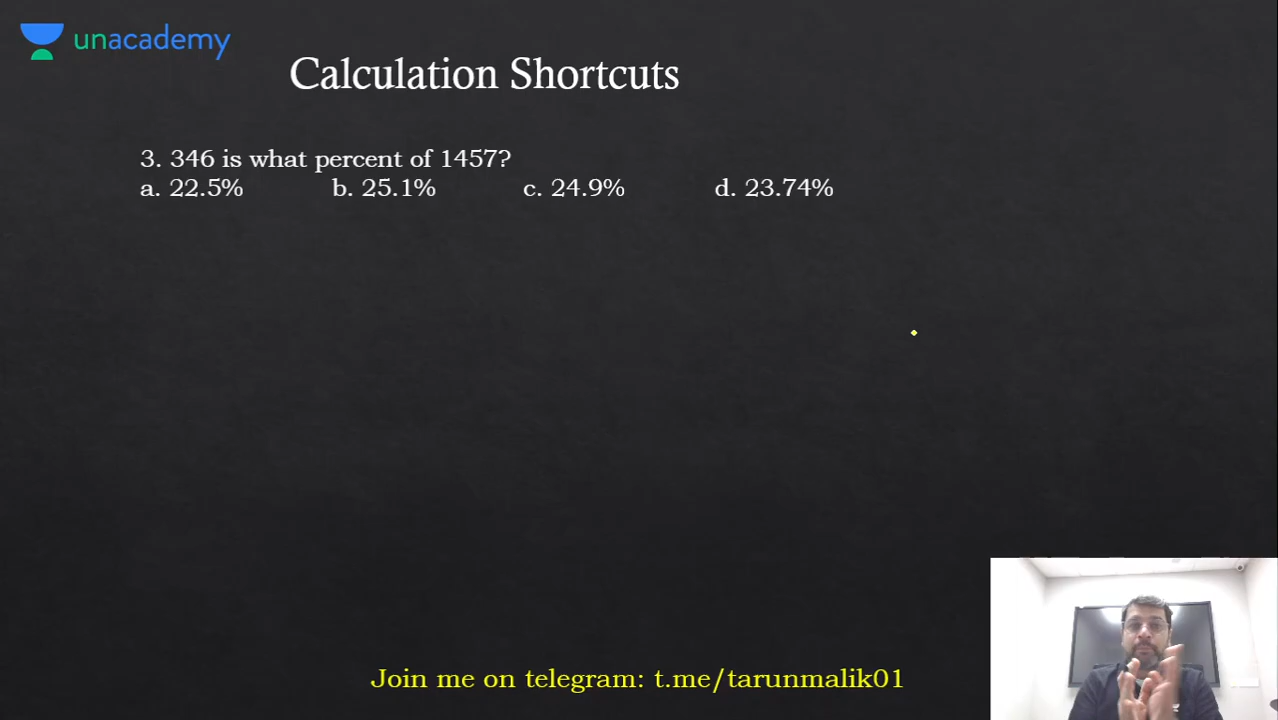 unacademy
Calculation Shortcuts
3. 346 is what percent of 1457?
a. 22.5% b. 25.1% c. 24.9% d. 23.74%
Join me on telegram: t.me/tarunmalik01